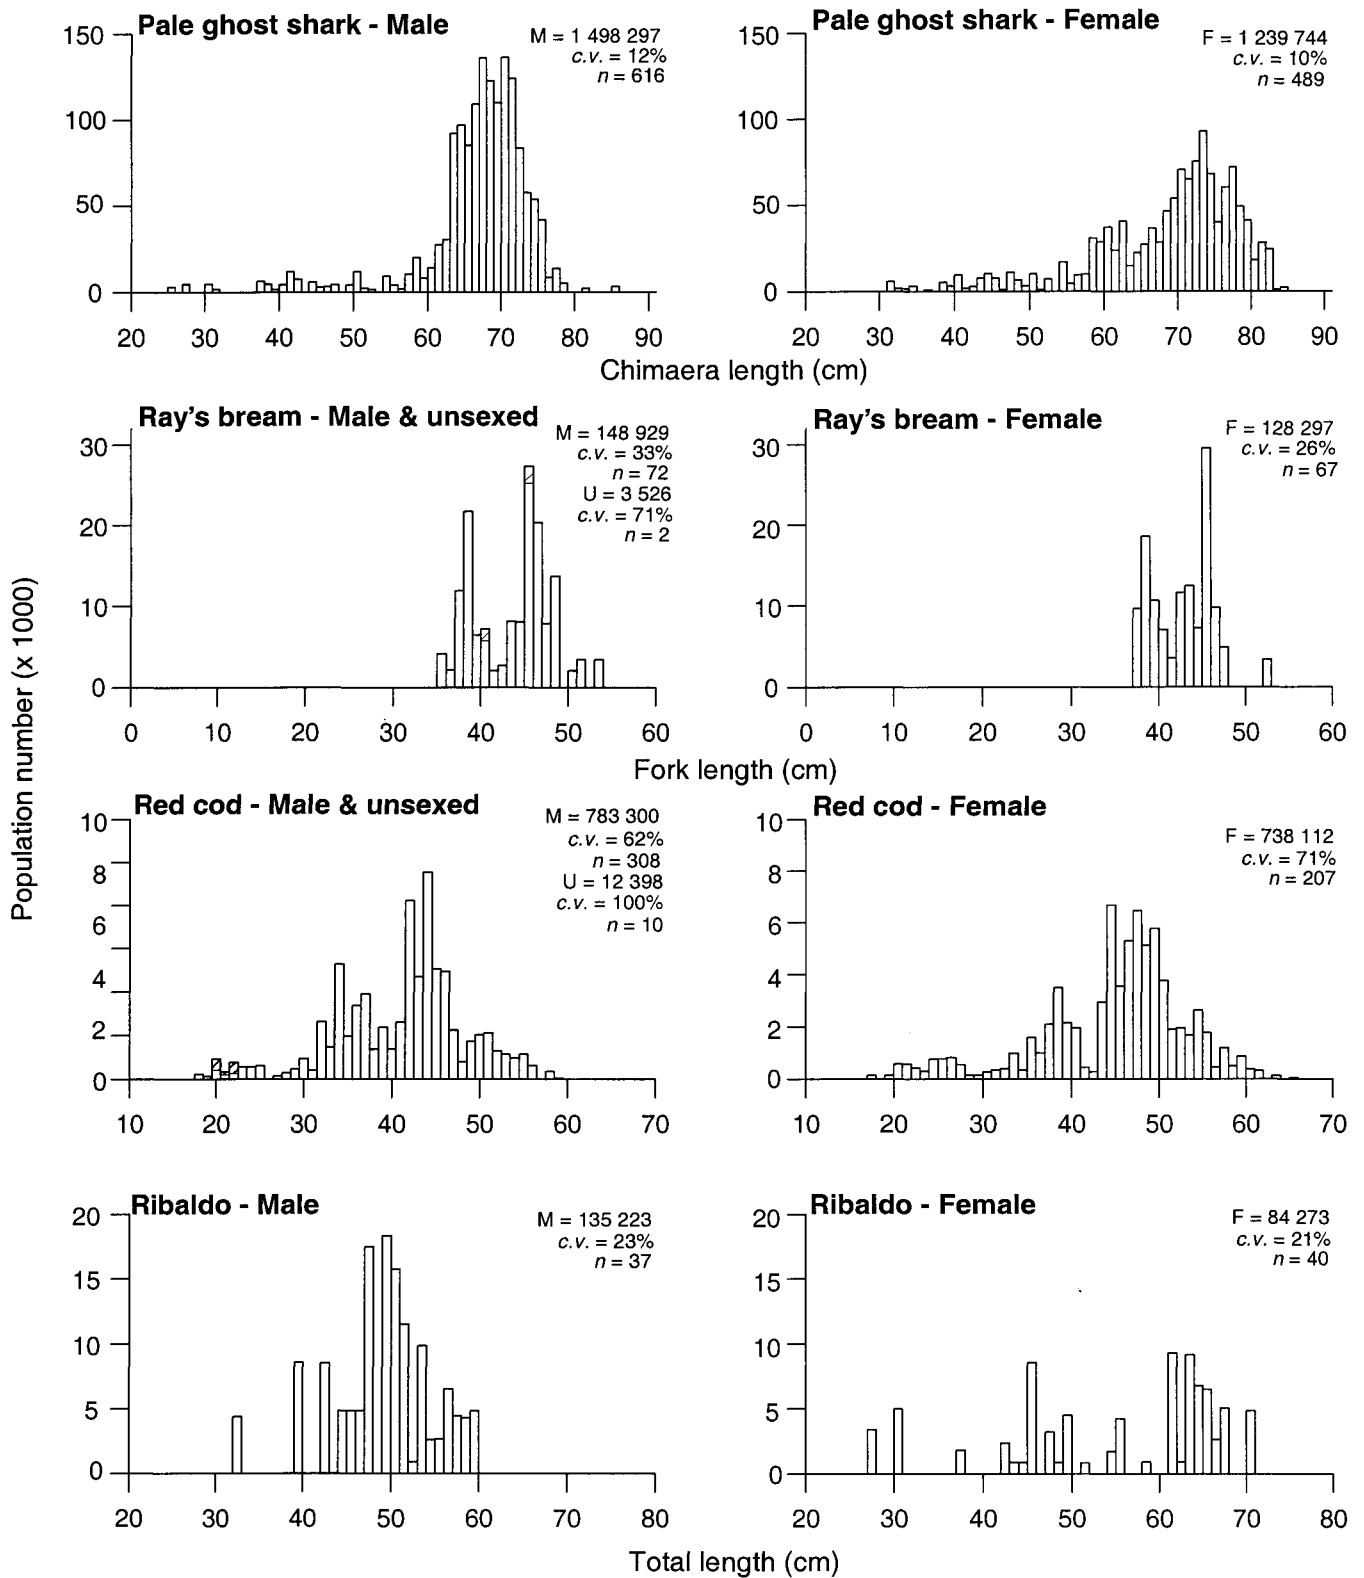 Pale ghost shark - Male
M = 1 498 297
c.v. = 12%
n = 616
150
100
50
0
20 30 40 50 60 70 80 90
Pale ghost shark - Female
F = 1 239 744
c.v. = 10%
n = 489
150
100
50
0
20 30 40 50 60 70 80 90
Chimaera length (cm)
Ray's bream - Male & unsexed
M = 148 929
c.v. = 33%
n = 72
U = 3 526
c.v. = 71%
n = 2
30
20
10
0
0 10 20 30 40 50 60
Ray's bream - Female
F = 128 297
c.v. = 26%
n = 67
30
20
10
0
0 10 20 30 40 50 60
Fork length (cm)
Population number (x 1000)
Red cod - Male & unsexed
M = 783 300
c.v. = 62%
n = 308
U = 12 398
c.v. = 100%
n = 10
10
8
6
4
2
0
10 20 30 40 50 60 70
Red cod - Female
F = 738 112
c.v. = 71%
n = 207
10
8
6
4
2
0
10 20 30 40 50 60 70
Ribaldo - Male
M = 135 223
c.v. = 23%
n = 37
20
15
10
5
0
20 30 40 50 60 70 80
Ribaldo - Female
F = 84 273
c.v. = 21%
n = 40
20
15
10
5
0
20 30 40 50 60 70 80
Total length (cm)